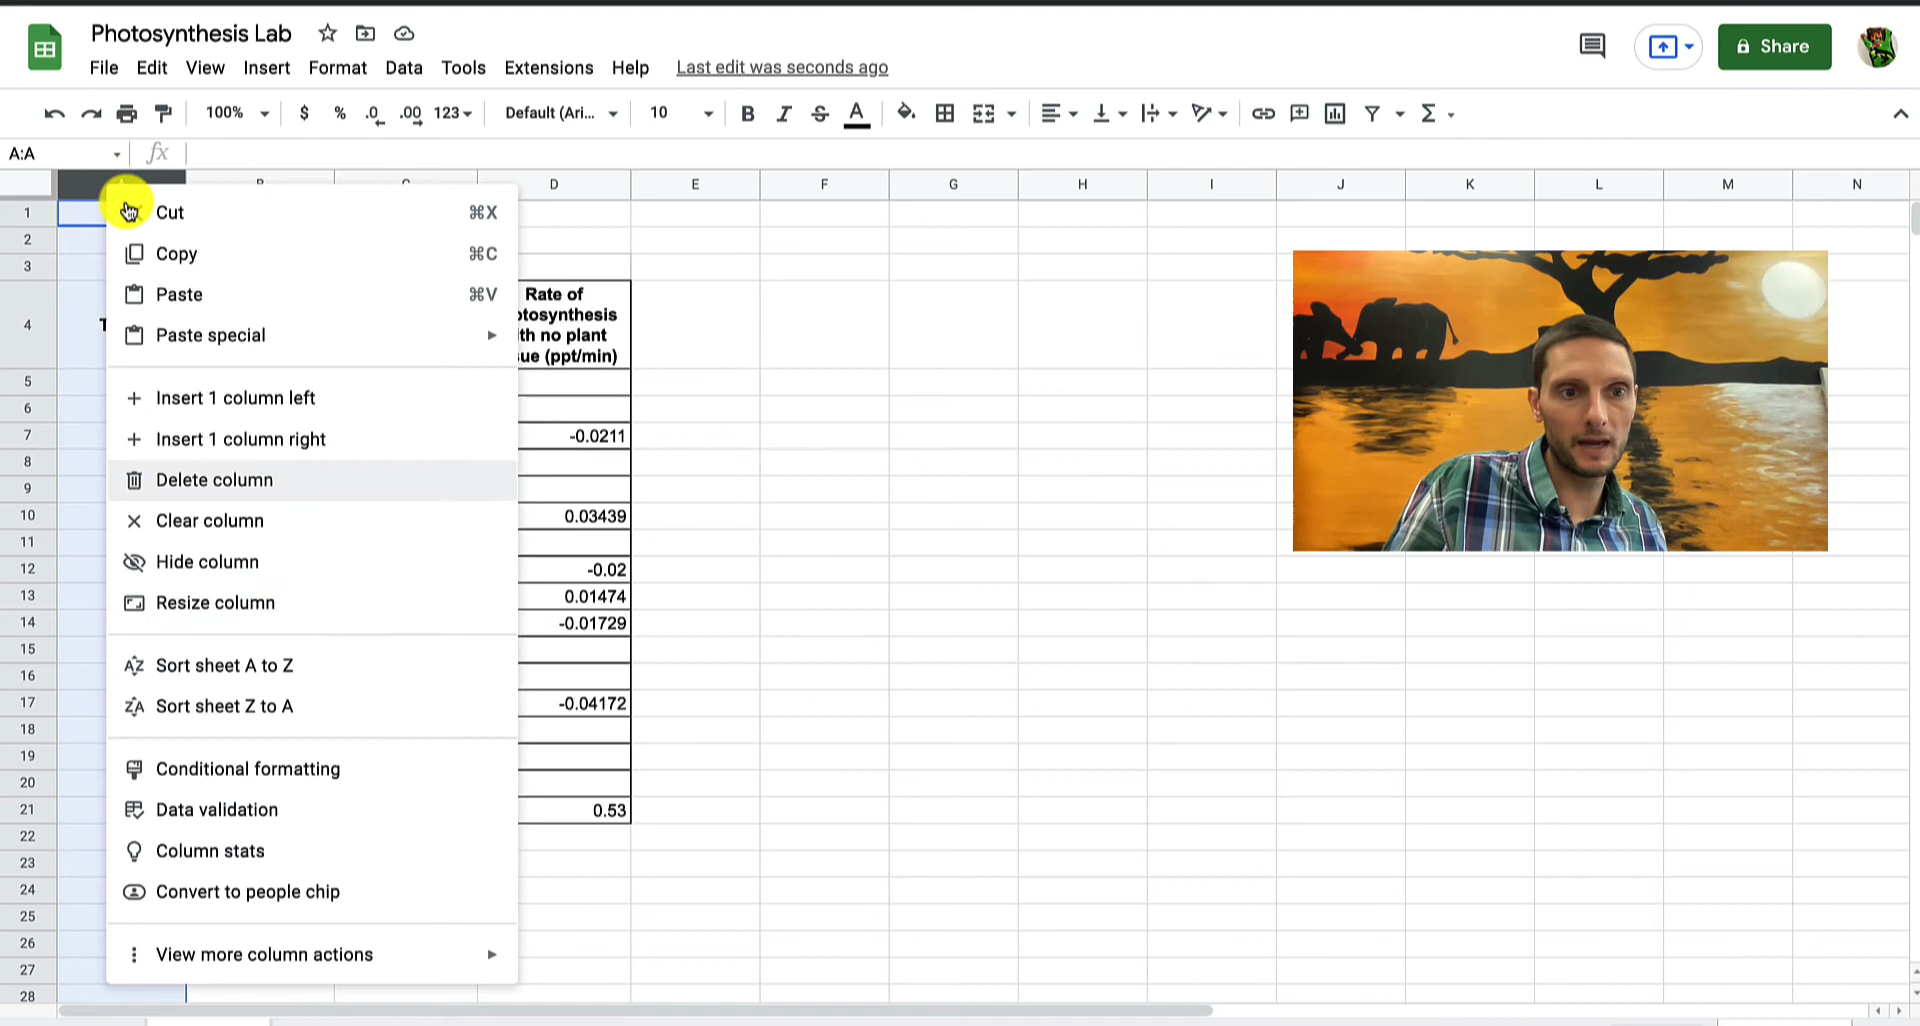 Photosynthesis Lab
File Edit View Insert Format Data Tools Extensions Help Last edit was seconds ago
Share
100% $ % .0 .00 123 Default (Ari... 10 B I S A Σ
A:A fx
D E F G H I J K L M N
1
2
3
4
5
6
7
8
9
10
11
12
13
14
15
16
17
18
19
20
21
22
23
24
25
26
27
28
Cut ⌘X
Copy ⌘C
Paste ⌘V
Paste special
Insert 1 column left
Insert 1 column right
Delete column
Clear column
Hide column
Resize column
Sort sheet A to Z
Sort sheet Z to A
Conditional formatting
Data validation
Column stats
Convert to people chip
View more column actions
Rate of
otosynthesis
th no plant
sue (ppt/min)
-0.0211
0.03439
-0.02
0.01474
-0.01729
-0.04172
0.53